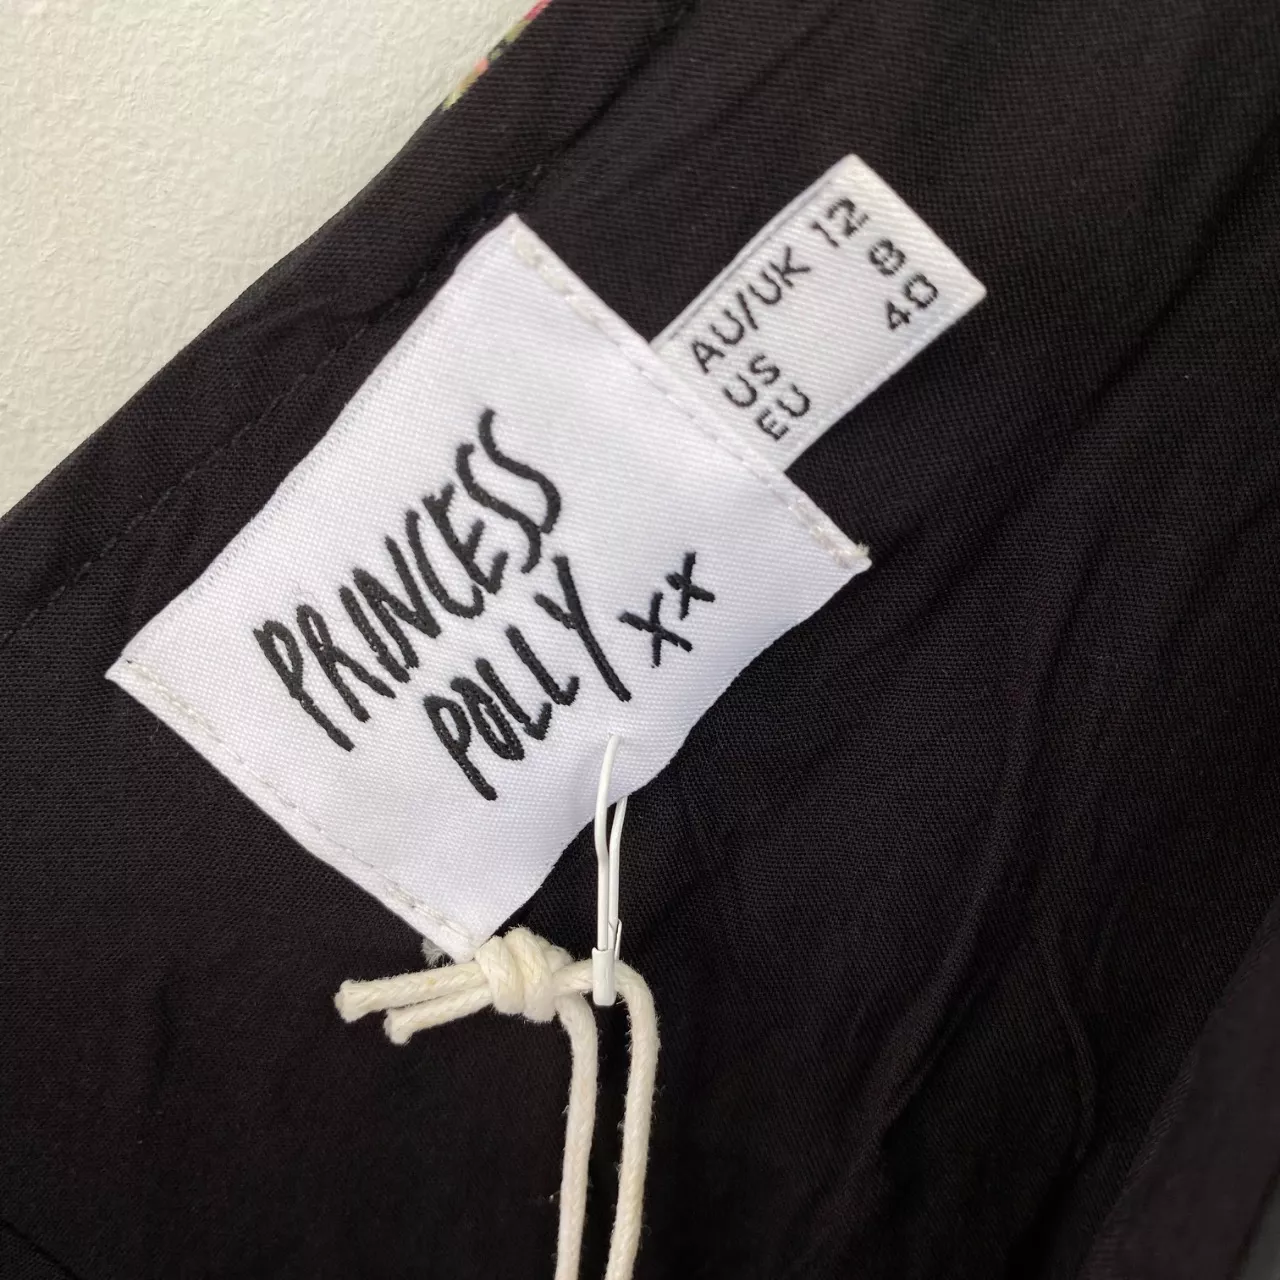 PRINCESS
POLLY xx
AU/UK 12
US 8
EU 40